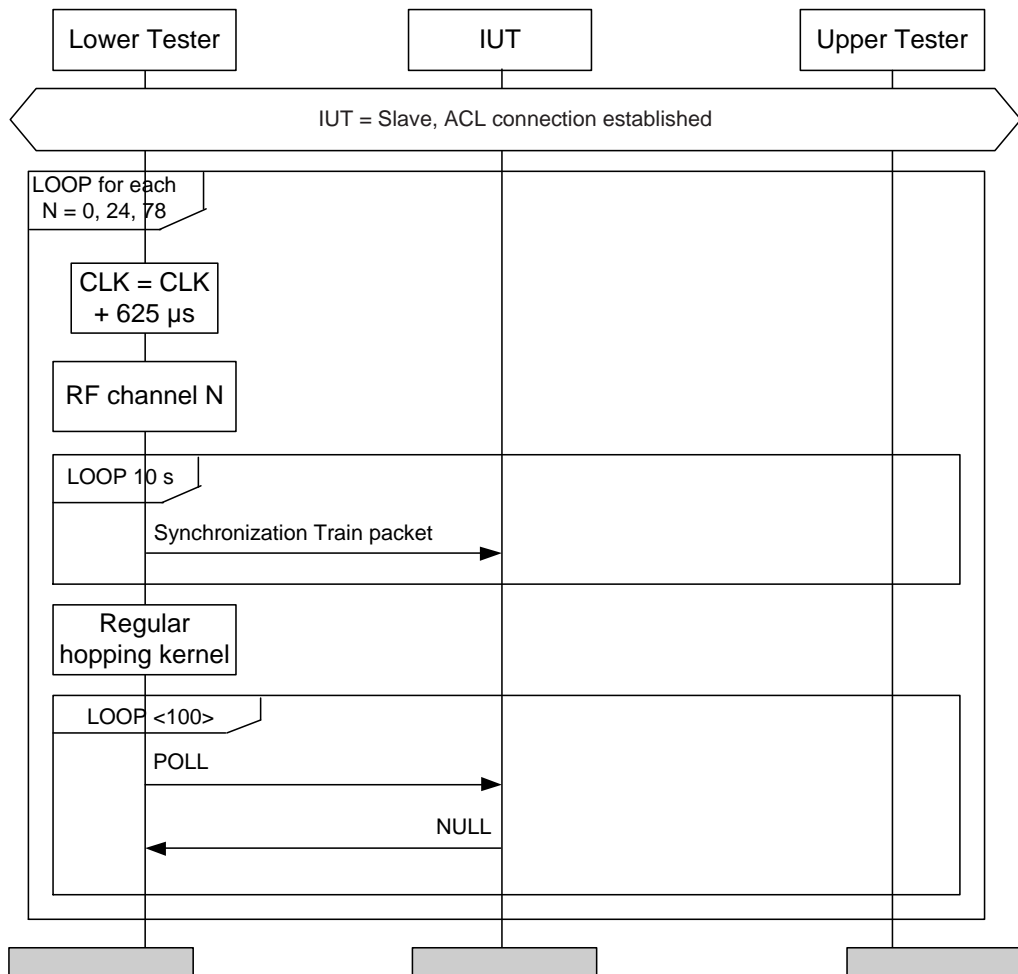 Lower Tester
IUT
Upper Tester
IUT = Slave, ACL connection established
LOOP for each
N = 0, 24, 78
CLK = CLK
+ 625 µs
RF channel N
LOOP 10 s
Synchronization Train packet
Regular
hopping kernel
LOOP <100>
POLL
NULL